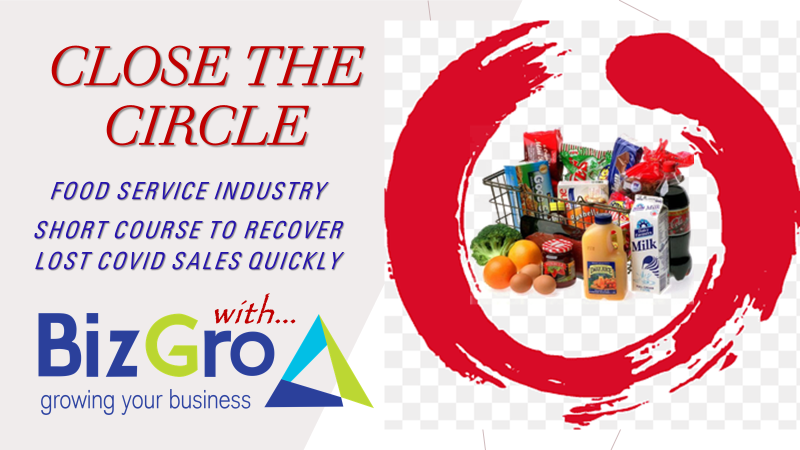 CLOSE THE
CIRCLE
FOOD SERVICE INDUSTRY
SHORT COURSE TO RECOVER
LOST COVID SALES QUICKLY
with...
BizGro
growing your business
Milk